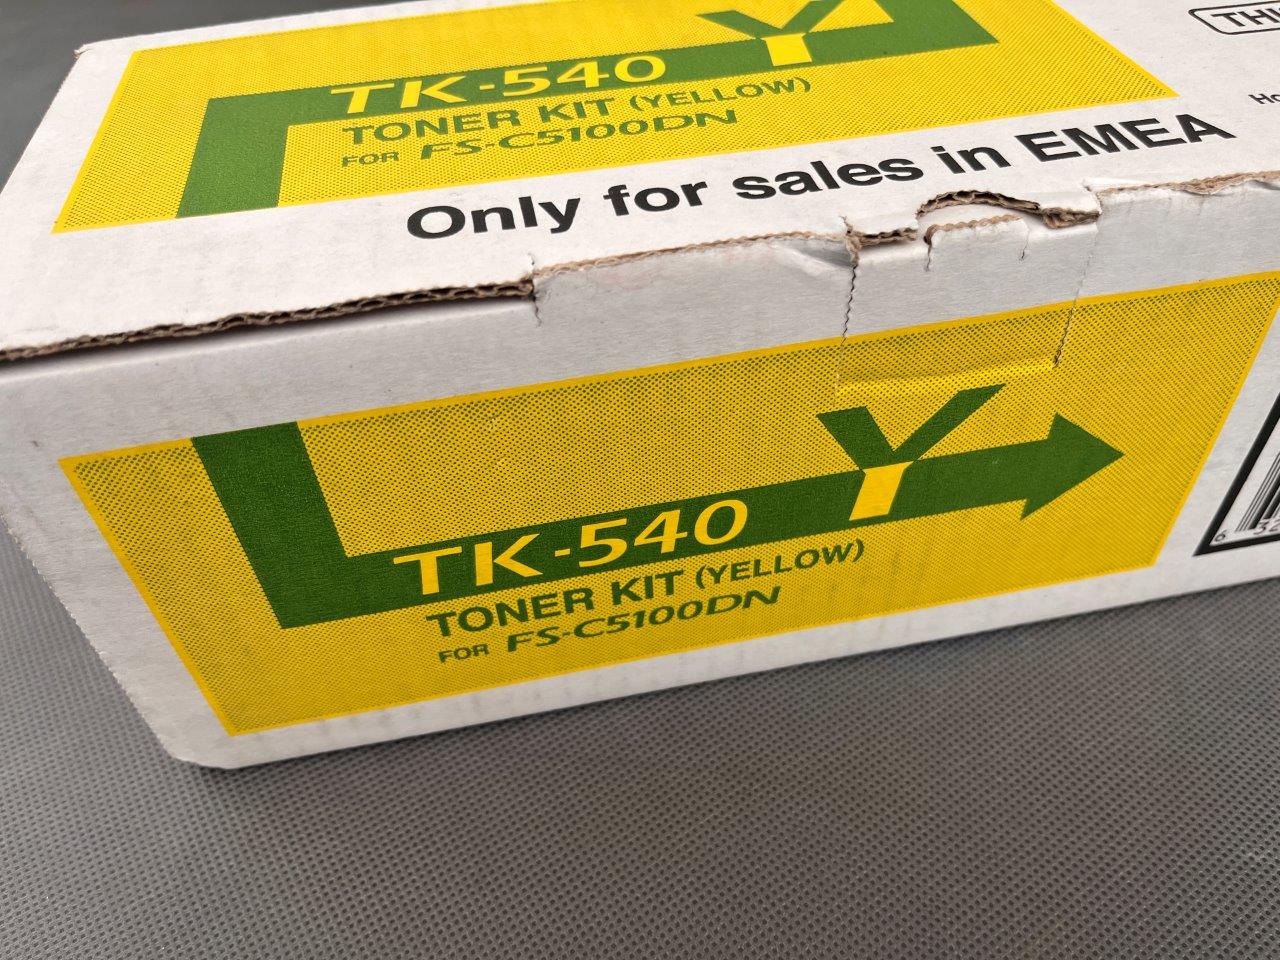 Y
TK-540
TONER KIT (YELLOW)
FOR FS-C5100DN
Only for sales in EMEA
Y
TK-540
TONER KIT (YELLOW)
FOR FS-C5100DN
6